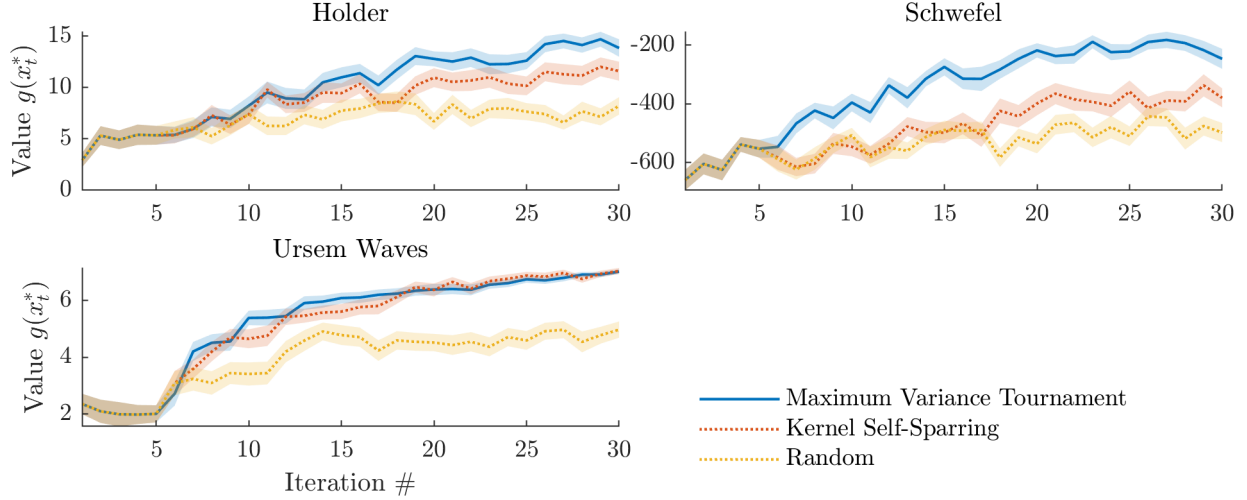 Holder
Value g(x_t^*)
15
10
5
0
5 10 15 20 25 30
Schwefel
-200
-400
-600
5 10 15 20 25 30
Ursem Waves
Value g(x_t^*)
6
4
2
5 10 15 20 25 30
Iteration #
Maximum Variance Tournament
Kernel Self-Sparring
Random